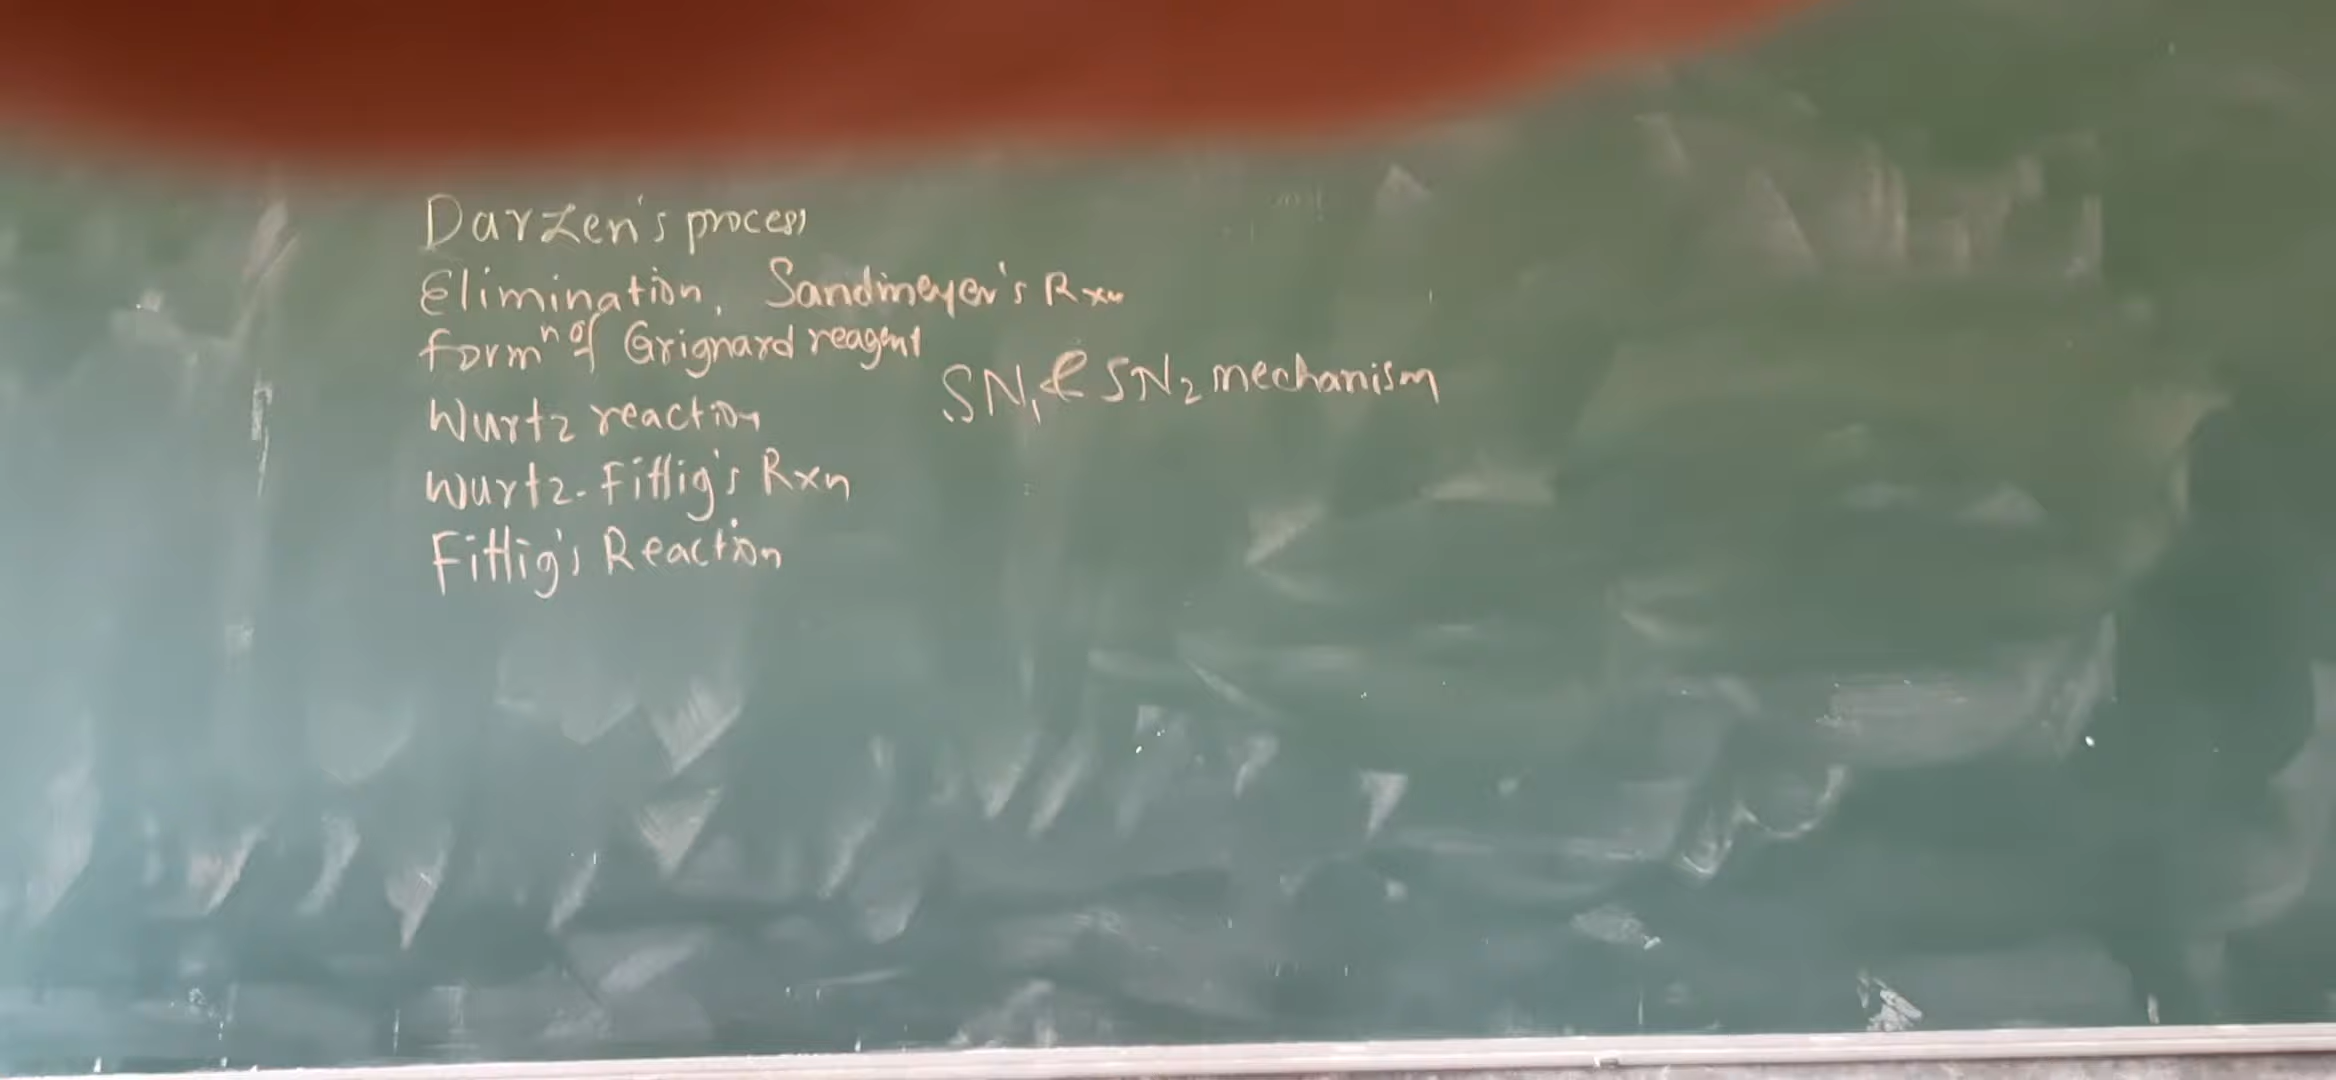 Darzen's process
Elimination, Sandmeyer's Rxn
formⁿ of Grignard reagent
SN₁ & SN₂ mechanism
Wurtz reaction
Wurtz-Fittig's Rxn
Fittig's Reaction